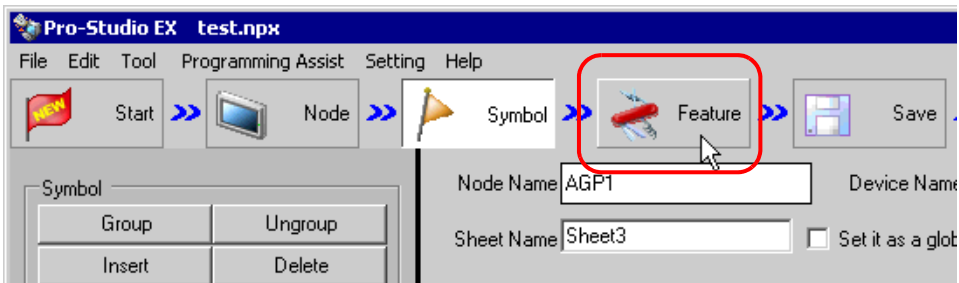 Pro-Studio EX test.npx
File Edit Tool Programming Assist Setting Help
NEW Start Node Symbol Feature Save
Symbol
Node Name AGP1 Device Name
Group Ungroup
Sheet Name Sheet3 Set it as a glob
Insert Delete